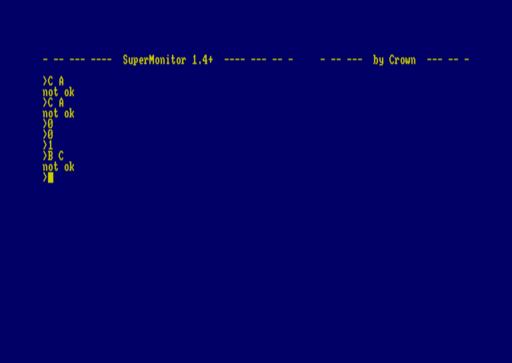 - -- --- ---- SuperMonitor 1.4+ ---- --- -- - - -- --- by Crown --- -- -
>C A
not ok
>C A
not ok
>0
>0
>1
>B C
not ok
>